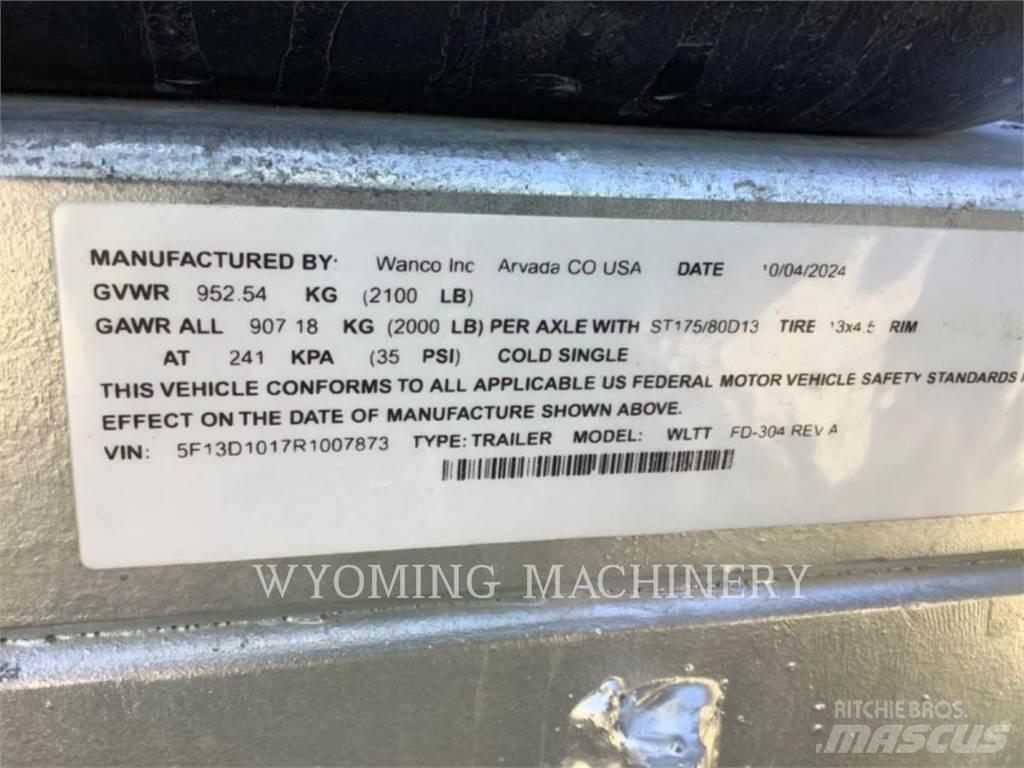 MANUFACTURED BY: Wanco Inc Arvada CO USA DATE 10/04/2024
GVWR 952.54 KG (2100 LB)
GAWR ALL 907 18 KG (2000 LB) PER AXLE WITH ST175/80D13 TIRE 13x4.5 RIM
AT 241 KPA (35 PSI) COLD SINGLE
THIS VEHICLE CONFORMS TO ALL APPLICABLE US FEDERAL MOTOR VEHICLE SAFETY STANDARDS
EFFECT ON THE DATE OF MANUFACTURE SHOWN ABOVE.
VIN: 5F13D1017R1007873 TYPE: TRAILER MODEL: WLTT FD-304 REV A
WYOMING MACHINERY
RITCHIE BROS.
MASCUS